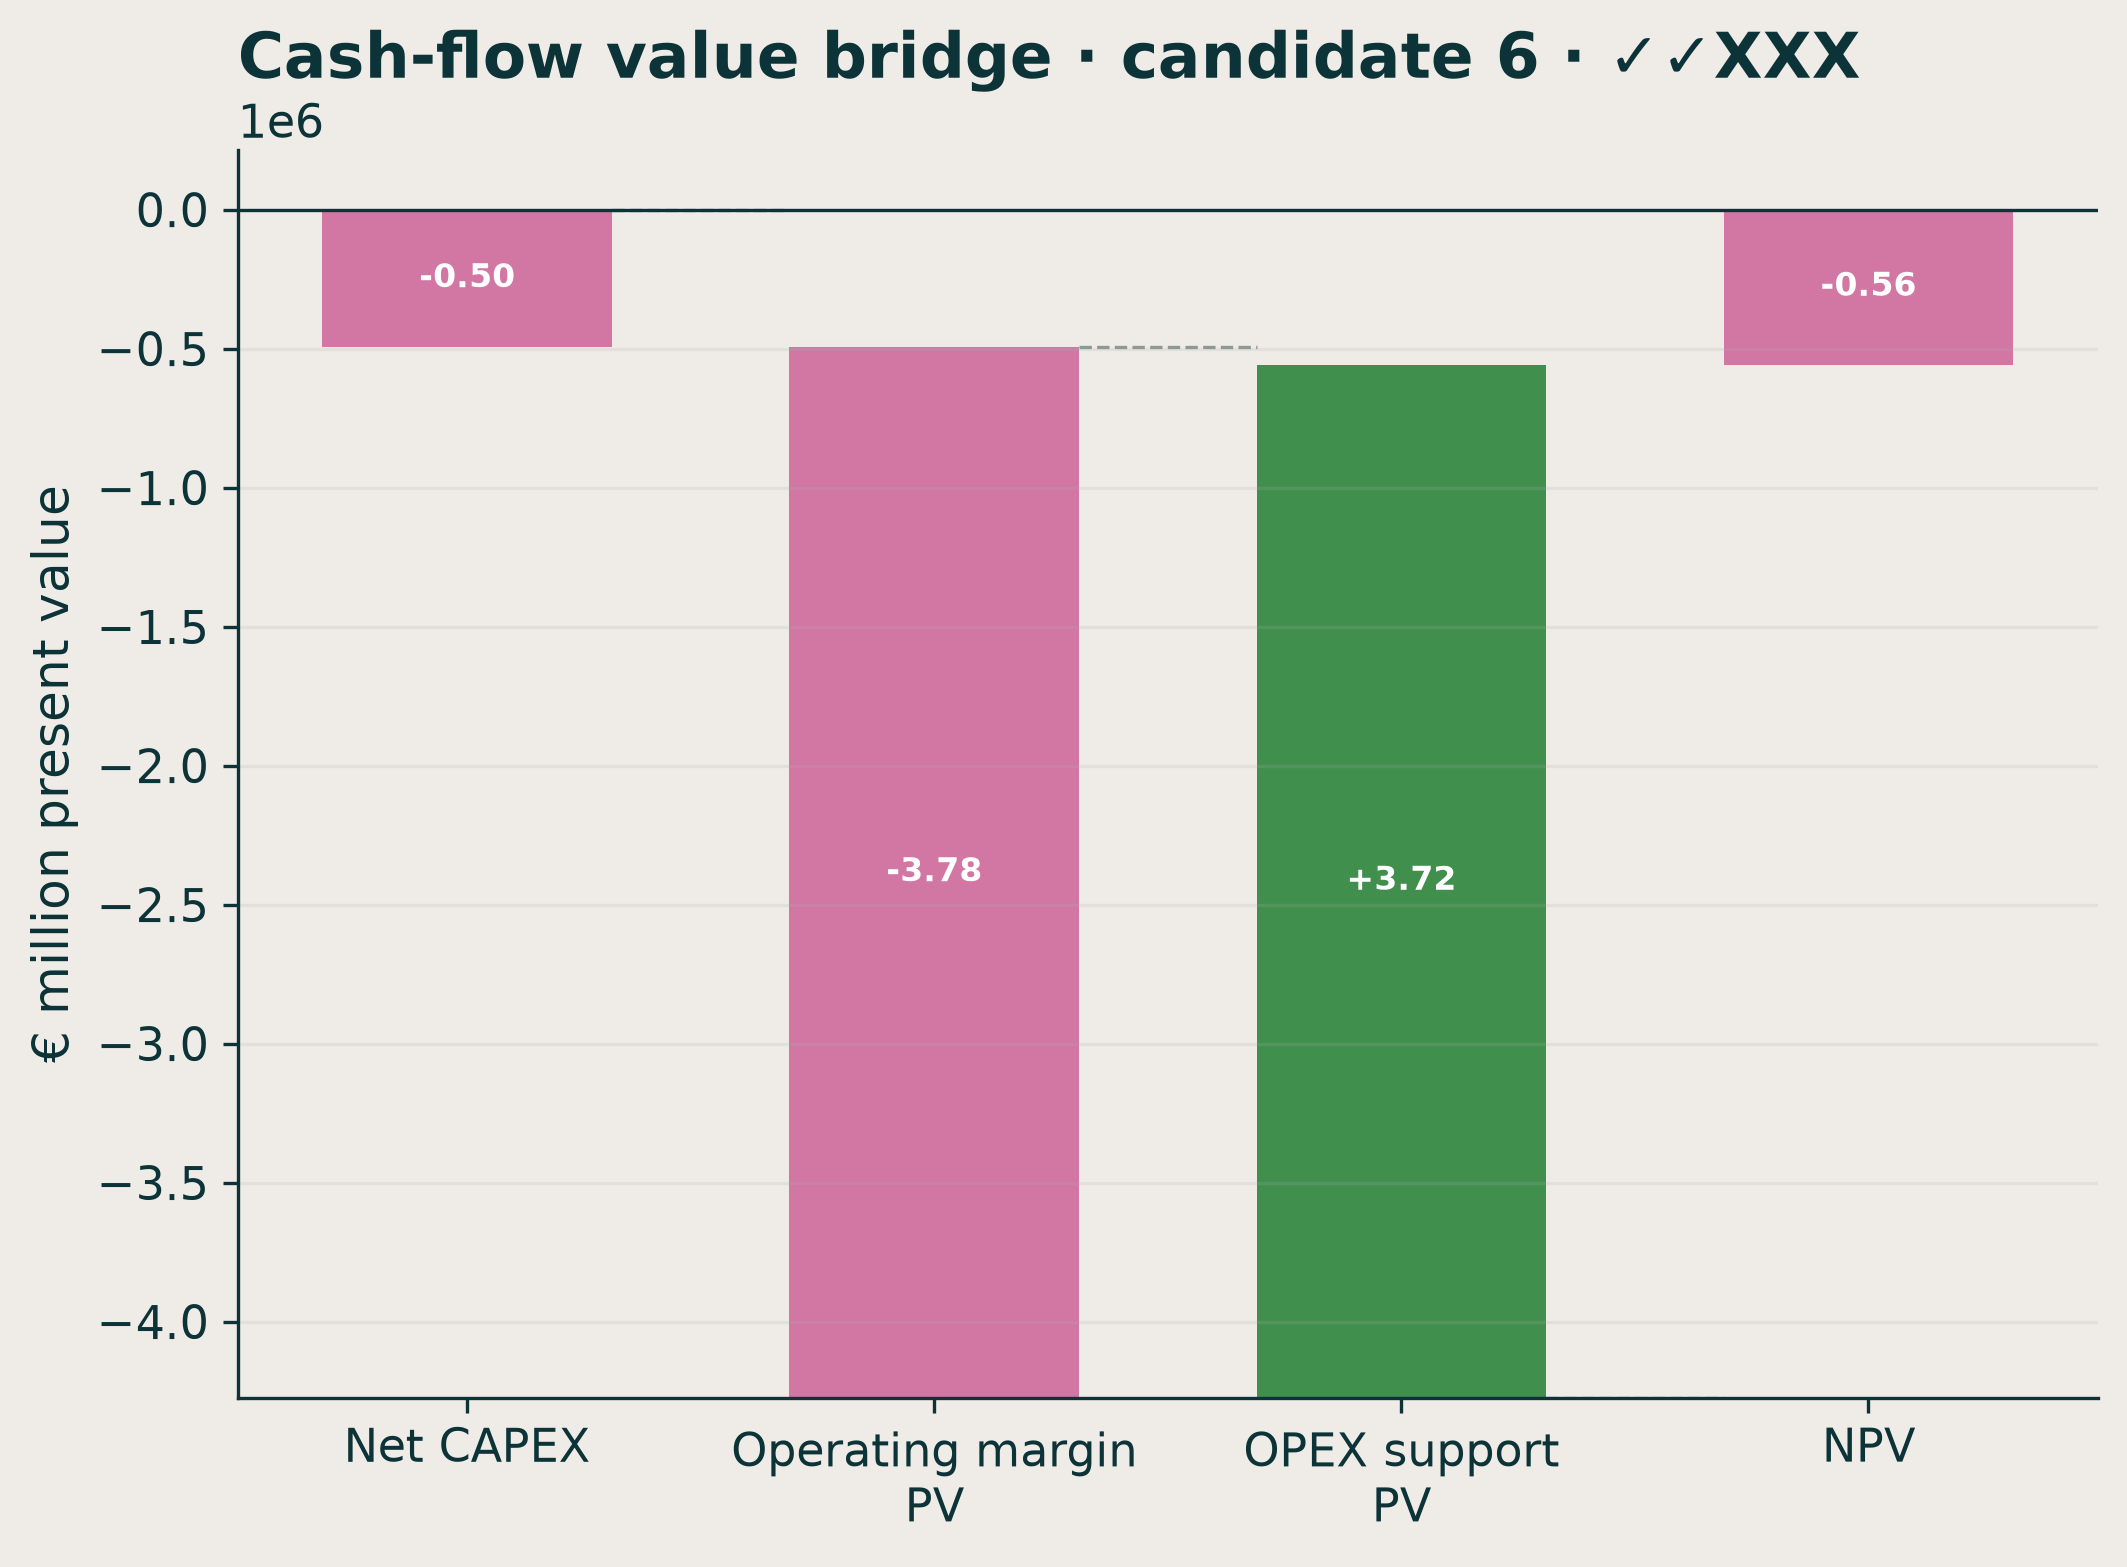 Cash-flow value bridge · candidate 6 · ✓✓XXX
1e6
0.0
−0.5
−1.0
−1.5
−2.0
−2.5
−3.0
−3.5
−4.0
€ million present value
-0.50
-3.78
+3.72
-0.56
Net CAPEX
Operating margin
PV
OPEX support
PV
NPV